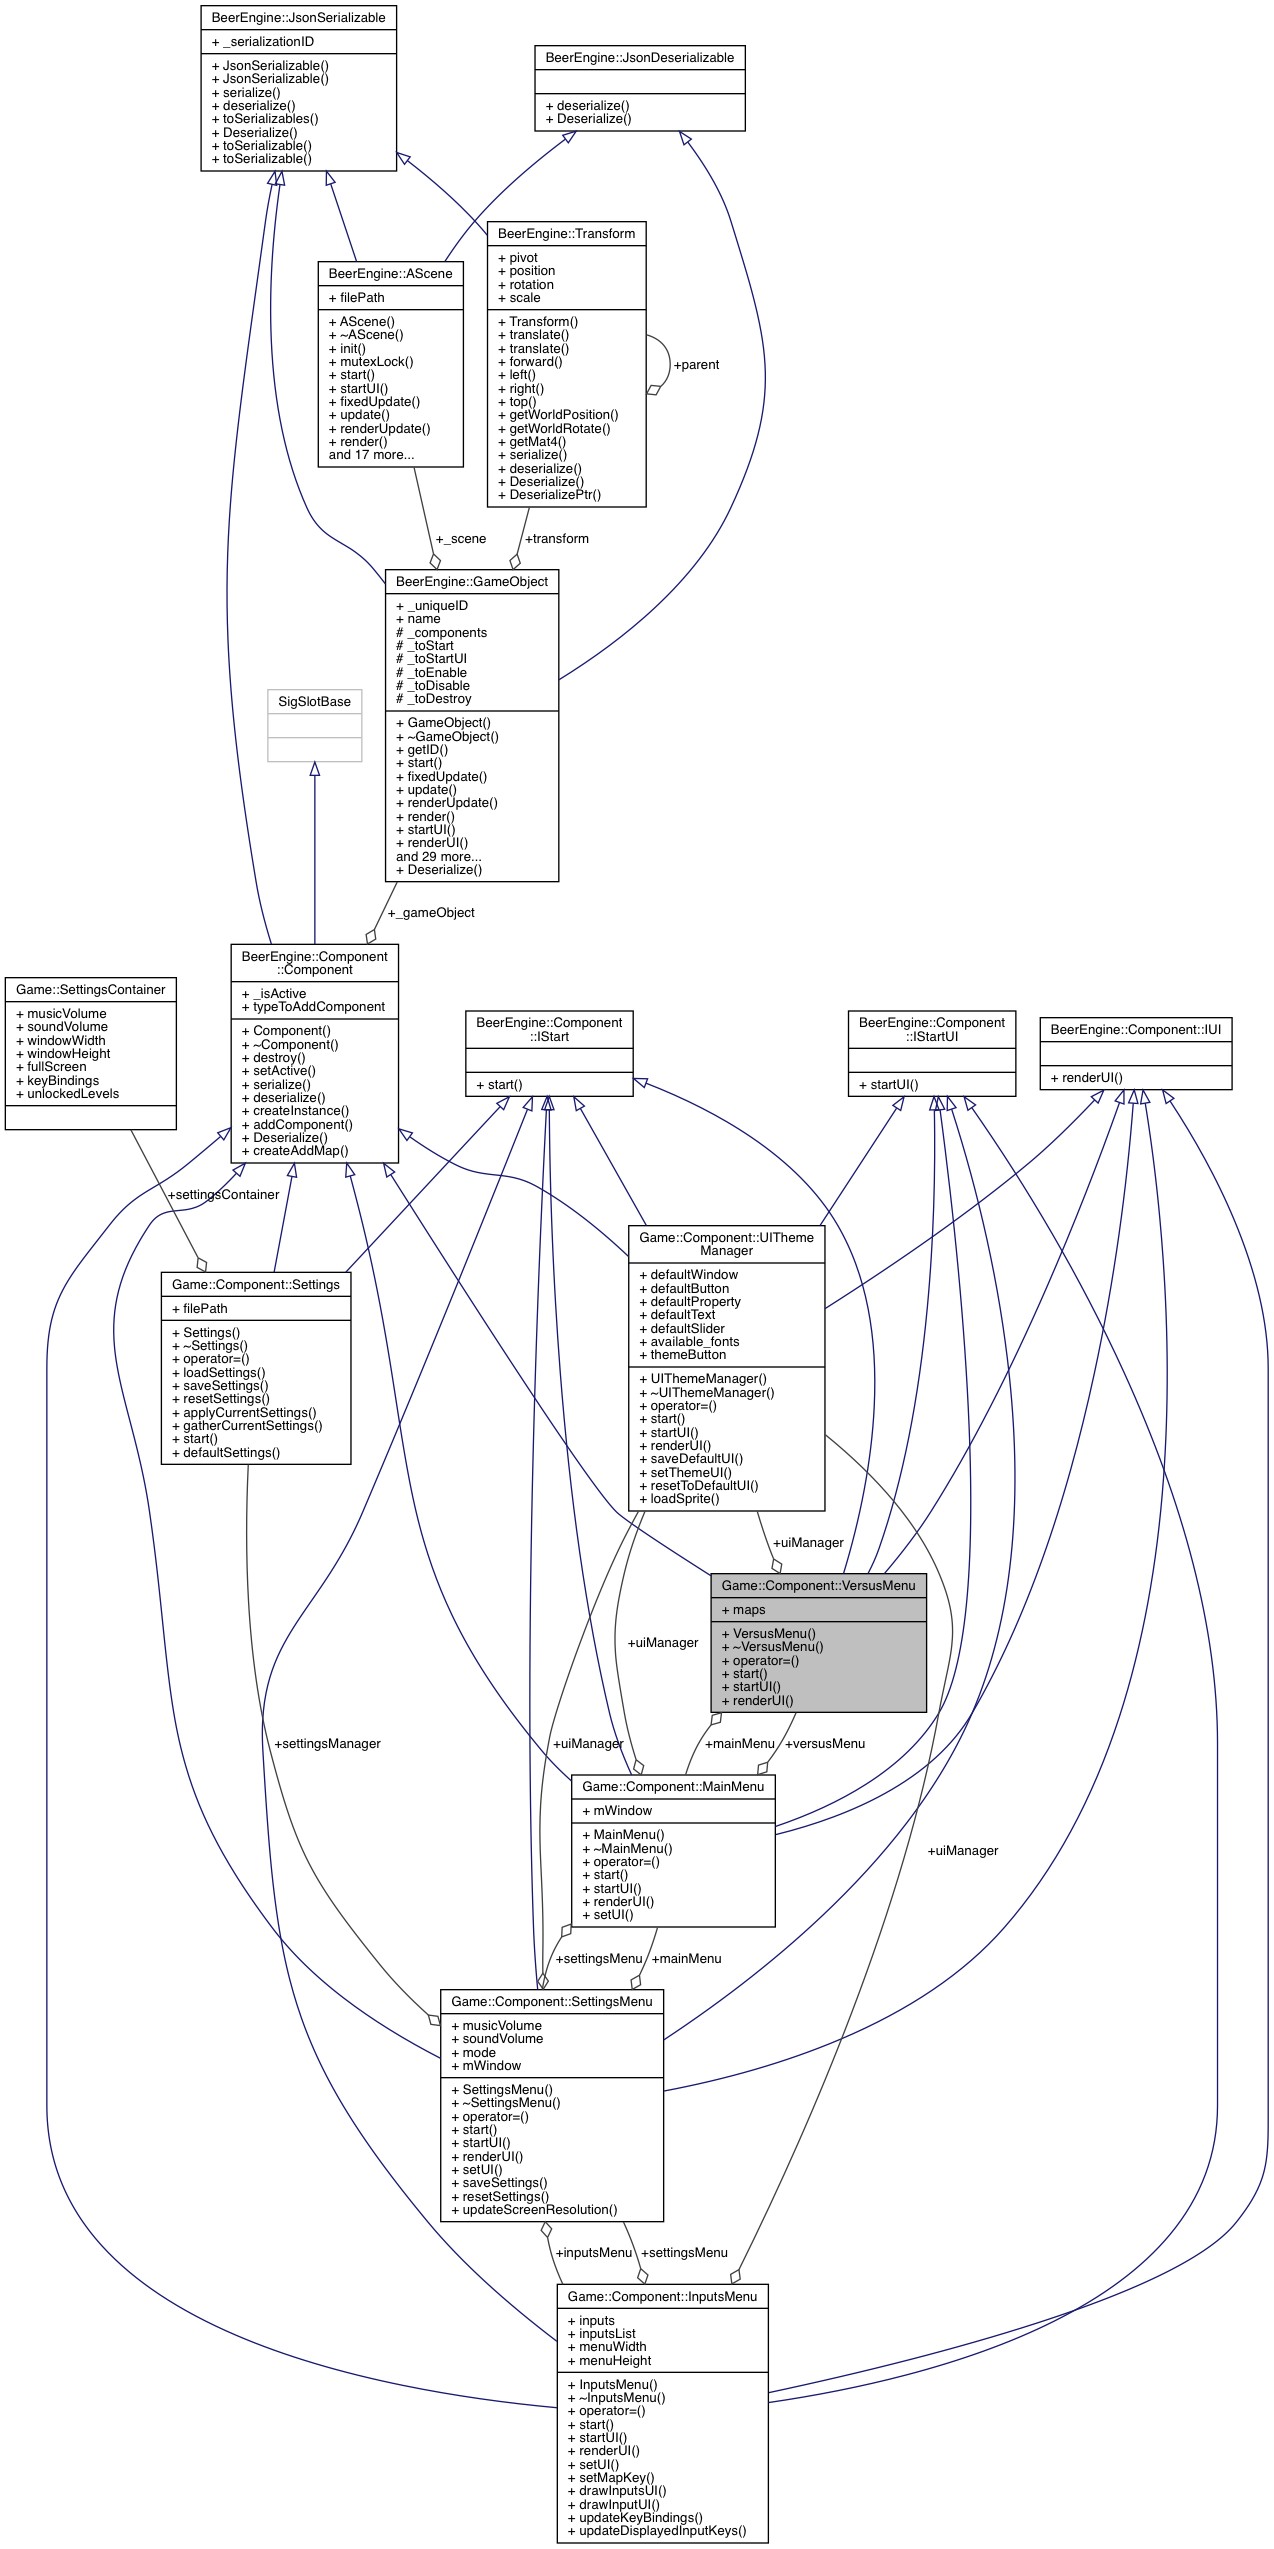 BeerEngine::JsonSerializable
+ _serializationID
+ JsonSerializable()
+ JsonSerializable()
+ serialize()
+ deserialize()
+ toSerializables()
+ Deserialize()
+ toSerializable()
+ toSerializable()
BeerEngine::JsonDeserializable
+ deserialize()
+ Deserialize()
BeerEngine::Transform
+ pivot
+ position
+ rotation
+ scale
+ Transform()
+ translate()
+ translate()
+ forward()
+ left()
+ right()
+ top()
+ getWorldPosition()
+ getWorldRotate()
+ getMat4()
+ serialize()
+ deserialize()
+ Deserialize()
+ DeserializePtr()
+parent
BeerEngine::AScene
+ filePath
+ AScene()
+ ~AScene()
+ init()
+ mutexLock()
+ start()
+ startUI()
+ fixedUpdate()
+ update()
+ renderUpdate()
+ render()
and 17 more...
+_scene
+transform
BeerEngine::GameObject
+ _uniqueID
+ name
# _components
# _toStart
# _toStartUI
# _toEnable
# _toDisable
# _toDestroy
+ GameObject()
+ ~GameObject()
+ getID()
+ start()
+ fixedUpdate()
+ update()
+ renderUpdate()
+ render()
+ startUI()
+ renderUI()
and 29 more...
+ Deserialize()
SigSlotBase
+_gameObject
BeerEngine::Component
::Component
+ _isActive
+ typeToAddComponent
+ Component()
+ ~Component()
+ destroy()
+ setActive()
+ serialize()
+ deserialize()
+ createInstance()
+ addComponent()
+ Deserialize()
+ createAddMap()
Game::SettingsContainer
+ musicVolume
+ soundVolume
+ windowWidth
+ windowHeight
+ fullScreen
+ keyBindings
+ unlockedLevels
BeerEngine::Component
::IStart
+ start()
BeerEngine::Component
::IStartUI
+ startUI()
BeerEngine::Component::IUI
+ renderUI()
+settingsContainer
Game::Component::Settings
+ filePath
+ Settings()
+ ~Settings()
+ operator=()
+ loadSettings()
+ saveSettings()
+ resetSettings()
+ applyCurrentSettings()
+ gatherCurrentSettings()
+ start()
+ defaultSettings()
Game::Component::UITheme
Manager
+ defaultWindow
+ defaultButton
+ defaultProperty
+ defaultText
+ defaultSlider
+ available_fonts
+ themeButton
+ UIThemeManager()
+ ~UIThemeManager()
+ operator=()
+ start()
+ startUI()
+ renderUI()
+ saveDefaultUI()
+ setThemeUI()
+ resetToDefaultUI()
+ loadSprite()
+uiManager
Game::Component::VersusMenu
+ maps
+ VersusMenu()
+ ~VersusMenu()
+ operator=()
+ start()
+ startUI()
+ renderUI()
+uiManager
+settingsManager
+uiManager
+mainMenu
+versusMenu
Game::Component::MainMenu
+ mWindow
+ MainMenu()
+ ~MainMenu()
+ operator=()
+ start()
+ startUI()
+ renderUI()
+ setUI()
+uiManager
+settingsMenu
+mainMenu
Game::Component::SettingsMenu
+ musicVolume
+ soundVolume
+ mode
+ mWindow
+ SettingsMenu()
+ ~SettingsMenu()
+ operator=()
+ start()
+ startUI()
+ renderUI()
+ setUI()
+ saveSettings()
+ resetSettings()
+ updateScreenResolution()
+inputsMenu
+settingsMenu
Game::Component::InputsMenu
+ inputs
+ inputsList
+ menuWidth
+ menuHeight
+ InputsMenu()
+ ~InputsMenu()
+ operator=()
+ start()
+ startUI()
+ renderUI()
+ setUI()
+ setMapKey()
+ drawInputsUI()
+ drawInputUI()
+ updateKeyBindings()
+ updateDisplayedInputKeys()